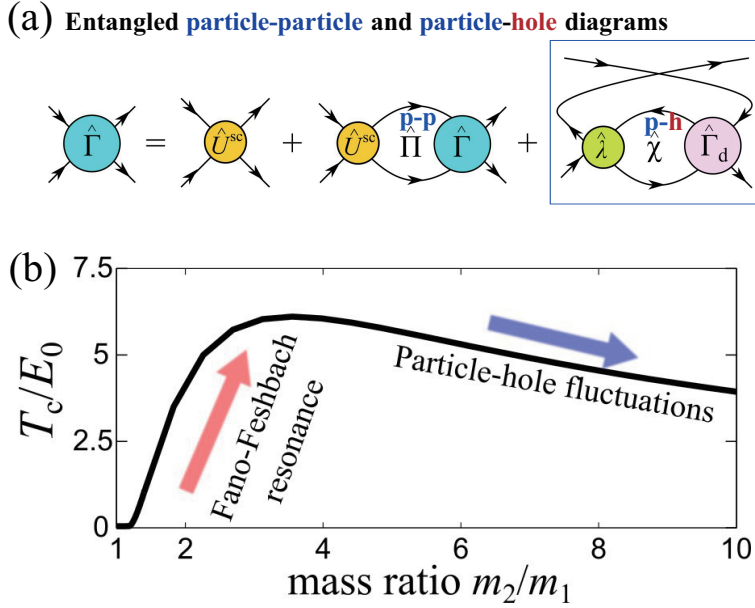 (a) Entangled particle-particle and particle-hole diagrams
Γ̂ = Û^sc + Û^sc p-p Π̂ Γ̂ + λ̂ p-h χ̂ Γ̂_d
(b)
T_c/E_0
7.5
5
2.5
0
Fano-Feshbach
resonance
Particle-hole fluctuations
1 2 4 6 8 10
mass ratio m_2/m_1